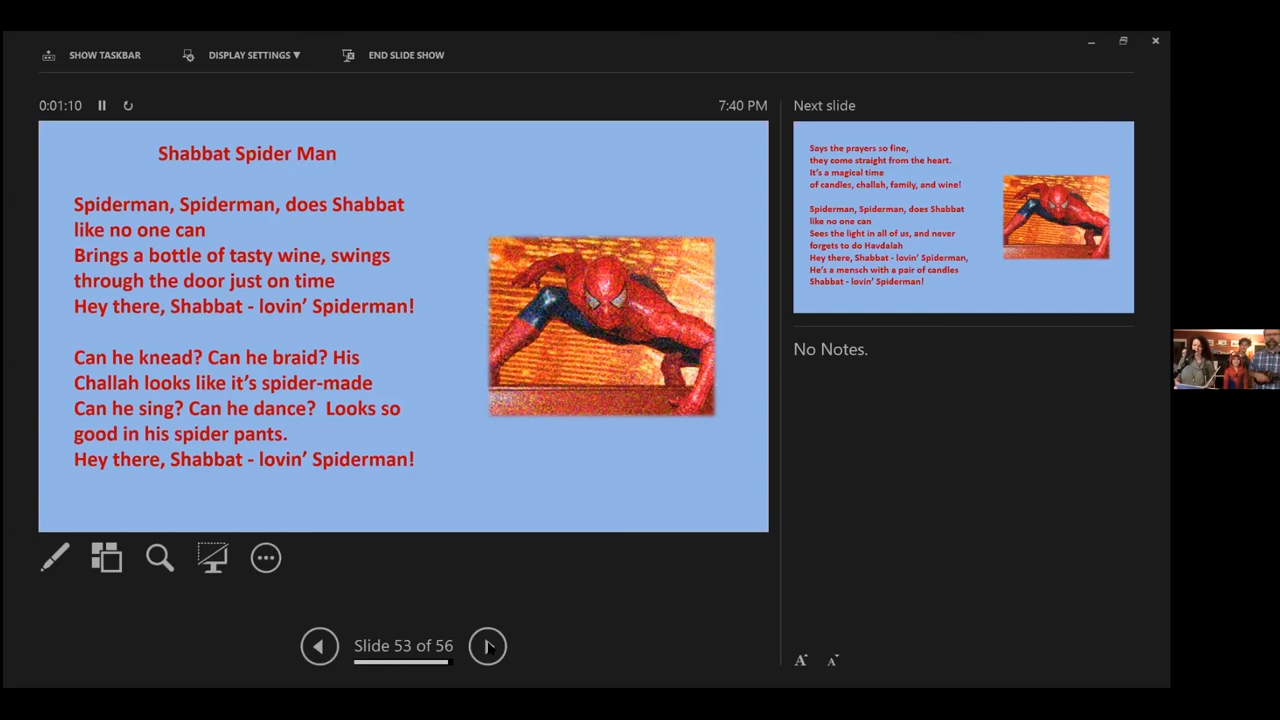 SHOW TASKBAR
DISPLAY SETTINGS ▼
END SLIDE SHOW
0:01:10
7:40 PM
Shabbat Spider Man
Spiderman, Spiderman, does Shabbat
like no one can
Brings a bottle of tasty wine, swings
through the door just on time
Hey there, Shabbat - lovin’ Spiderman!
Can he knead? Can he braid? His
Challah looks like it’s spider-made
Can he sing? Can he dance?  Looks so
good in his spider pants.
Hey there, Shabbat - lovin’ Spiderman!
Slide 53 of 56
Next slide
Says the prayers so fine,
they come straight from the heart.
It’s a magical time
of candles, challah, family, and wine!
Spiderman, Spiderman, does Shabbat
like no one can
Sees the light in all of us, and never
forgets to do Havdalah
Hey there, Shabbat - lovin’ Spiderman,
He’s a mensch with a pair of candles
Shabbat - lovin’ Spiderman!
No Notes.
A A